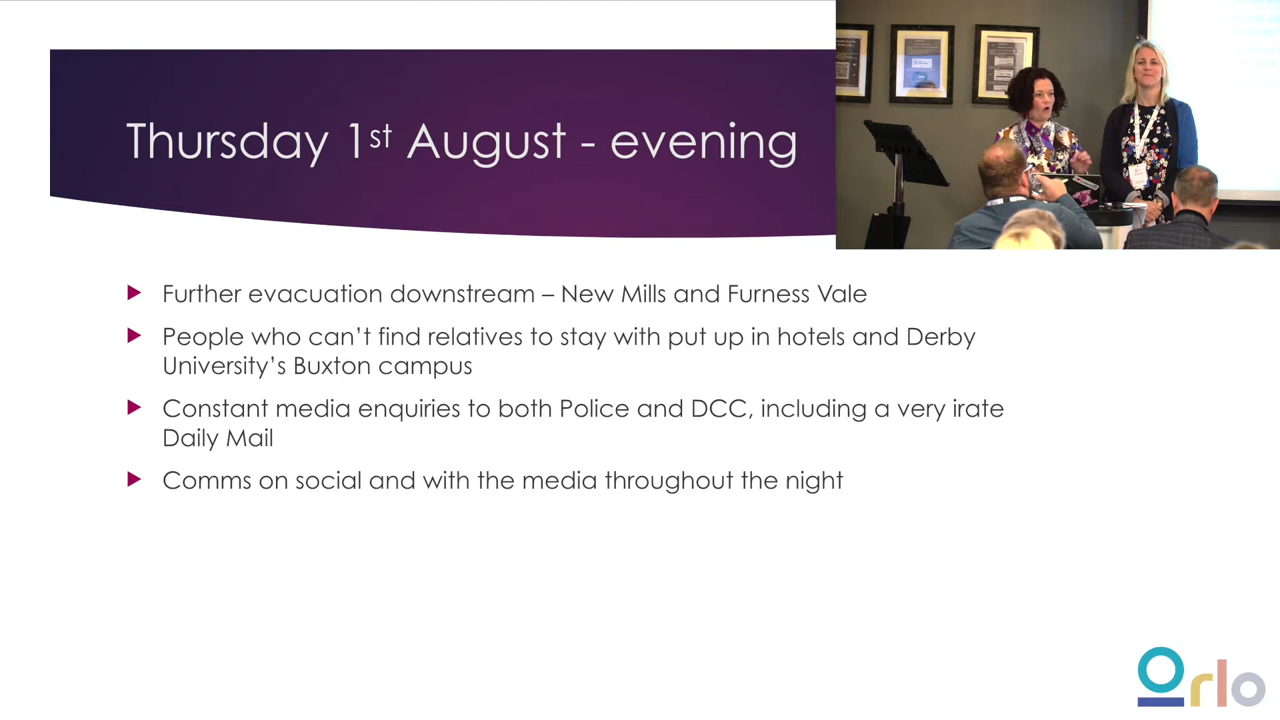 Thursday 1st August - evening
Further evacuation downstream – New Mills and Furness Vale
People who can't find relatives to stay with put up in hotels and Derby
University's Buxton campus
Constant media enquiries to both Police and DCC, including a very irate
Daily Mail
Comms on social and with the media throughout the night
Orlo